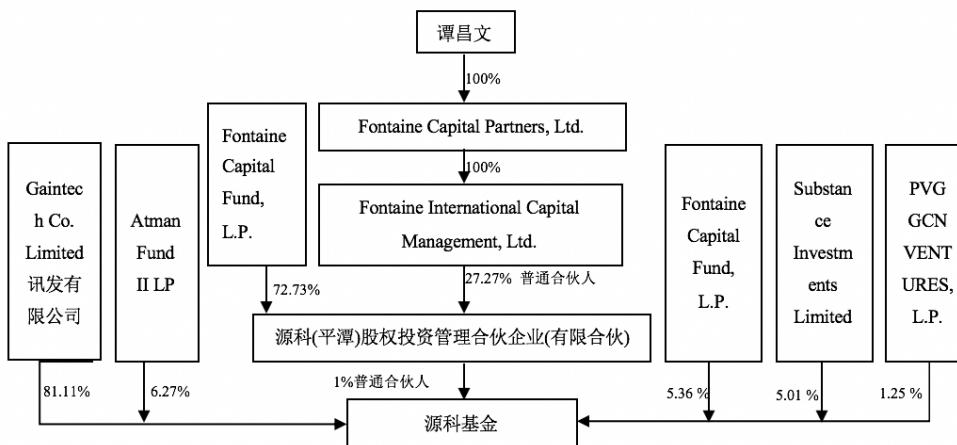 谭昌文
100%
Fontaine Capital Partners, Ltd.
100%
Fontaine International Capital
Management, Ltd.
27.27% 普通合伙人
Fontaine
Capital
Fund,
L.P.
72.73%
源科(平潭)股权投资管理合伙企业(有限合伙)
1%普通合伙人
Gaintec
h Co.
Limited
讯发有
限公司
81.11%
Atman
Fund
II LP
6.27%
Fontaine
Capital
Fund,
L.P.
5.36 %
Substan
ce
Investm
ents
Limited
5.01 %
PVG
GCN
VENT
URES,
L.P.
1.25 %
源科基金